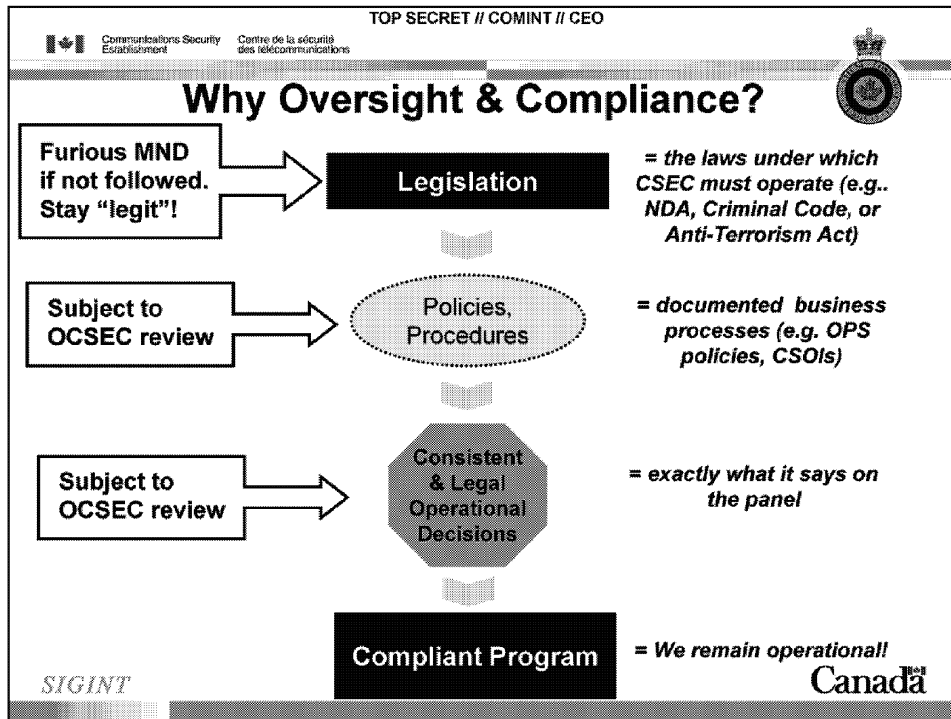 TOP SECRET // COMINT // CEO
Communications Security
Establishment
Centre de la sécurité
des télécommunications
Why Oversight & Compliance?
Furious MND
if not followed.
Stay “legit”!
Legislation
= the laws under which
CSEC must operate (e.g..
NDA, Criminal Code, or
Anti-Terrorism Act)
Subject to
OCSEC review
Policies,
Procedures
= documented business
processes (e.g. OPS
policies, CSOIs)
Subject to
OCSEC review
Consistent
& Legal
Operational
Decisions
= exactly what it says on
the panel
Compliant Program
= We remain operational!
SIGINT
Canada